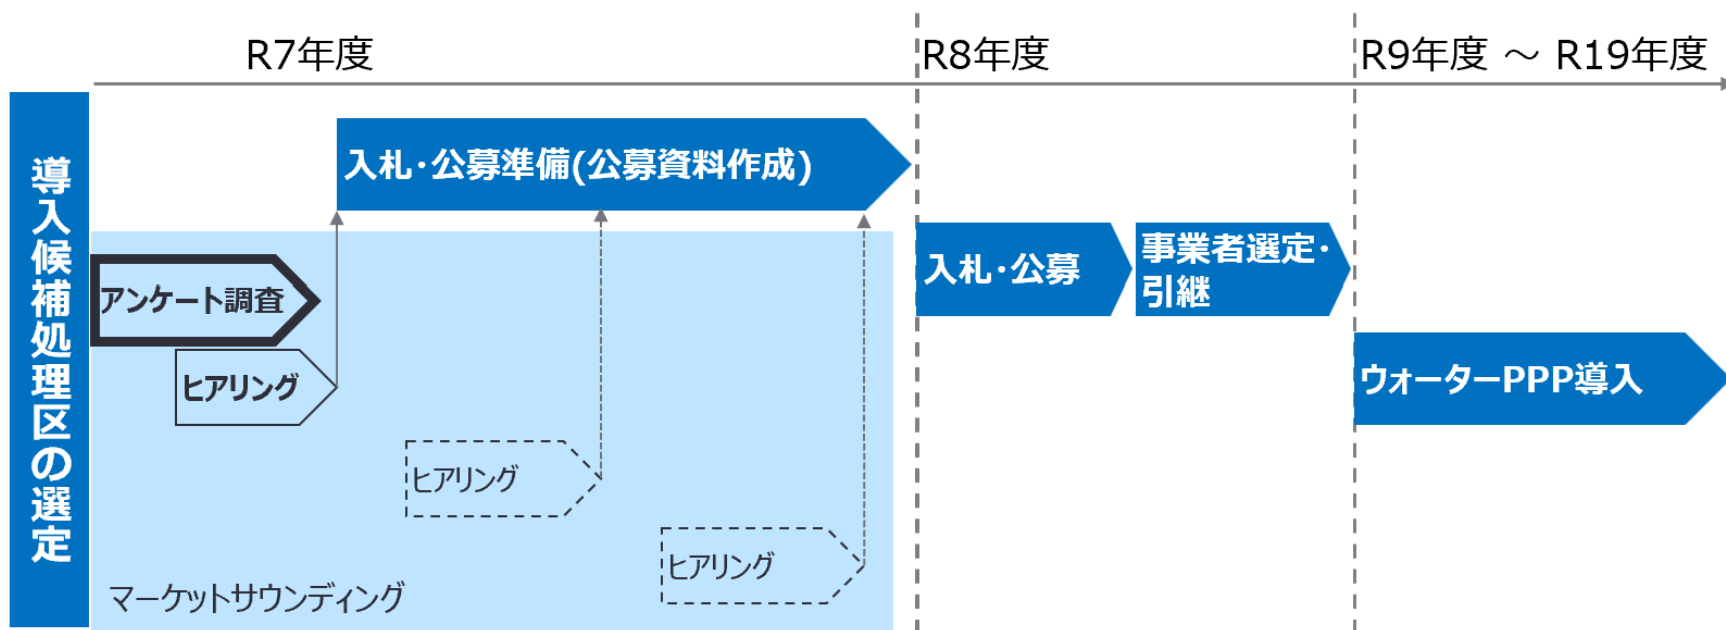 R7年度
R8年度
R9年度 ～ R19年度
導入候補処理区の選定
入札・公募準備(公募資料作成)
アンケート調査
ヒアリング
ヒアリング
ヒアリング
マーケットサウンディング
入札・公募
事業者選定・
引継
ウォーターPPP導入